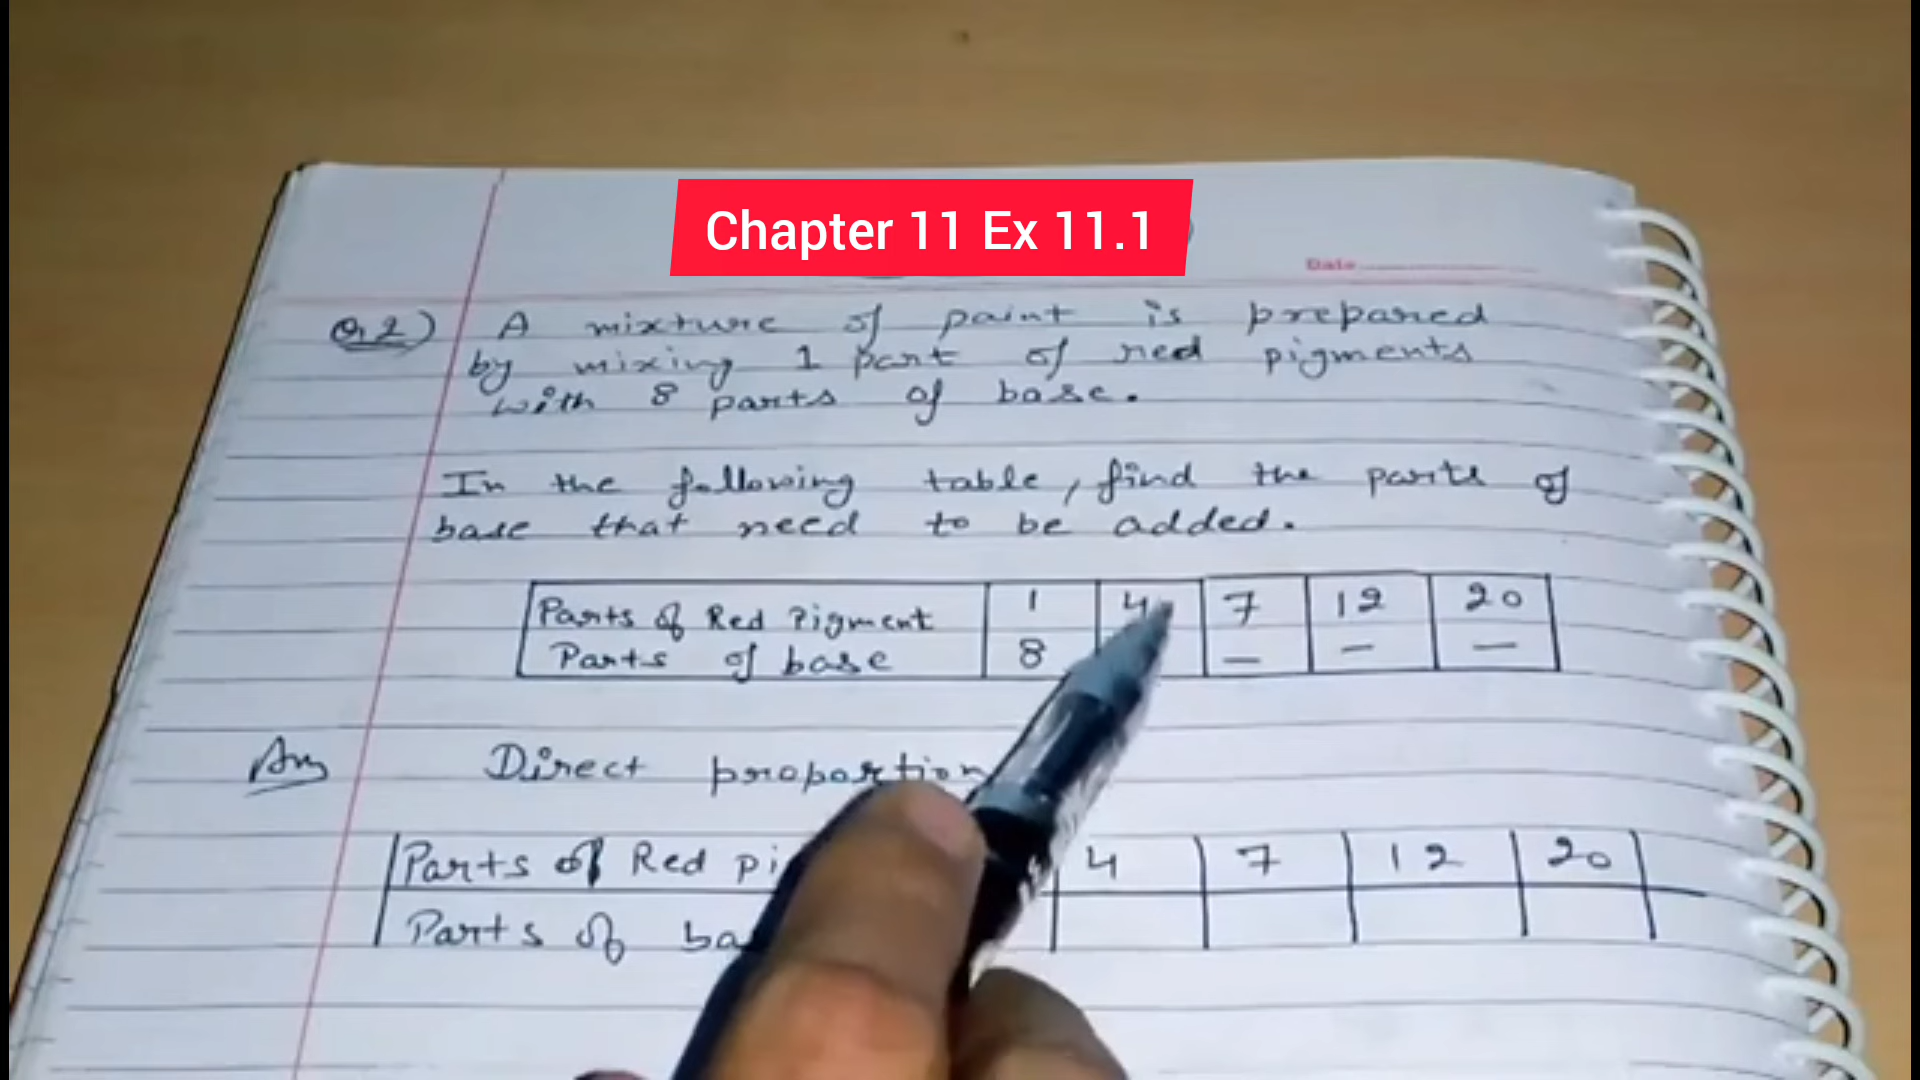 Chapter 11 Ex 11.1
Date
Q.2) A mixture of paint is prepared
by mixing 1 part of red pigments
with 8 parts of base.
In the following table, find the parts of
base that need to be added.
Parts of Red Pigment 1 4 7 12 20
Parts of base 8 — — —
Ans Direct proportion
Parts of Red pi 4 7 12 20
Parts of ba